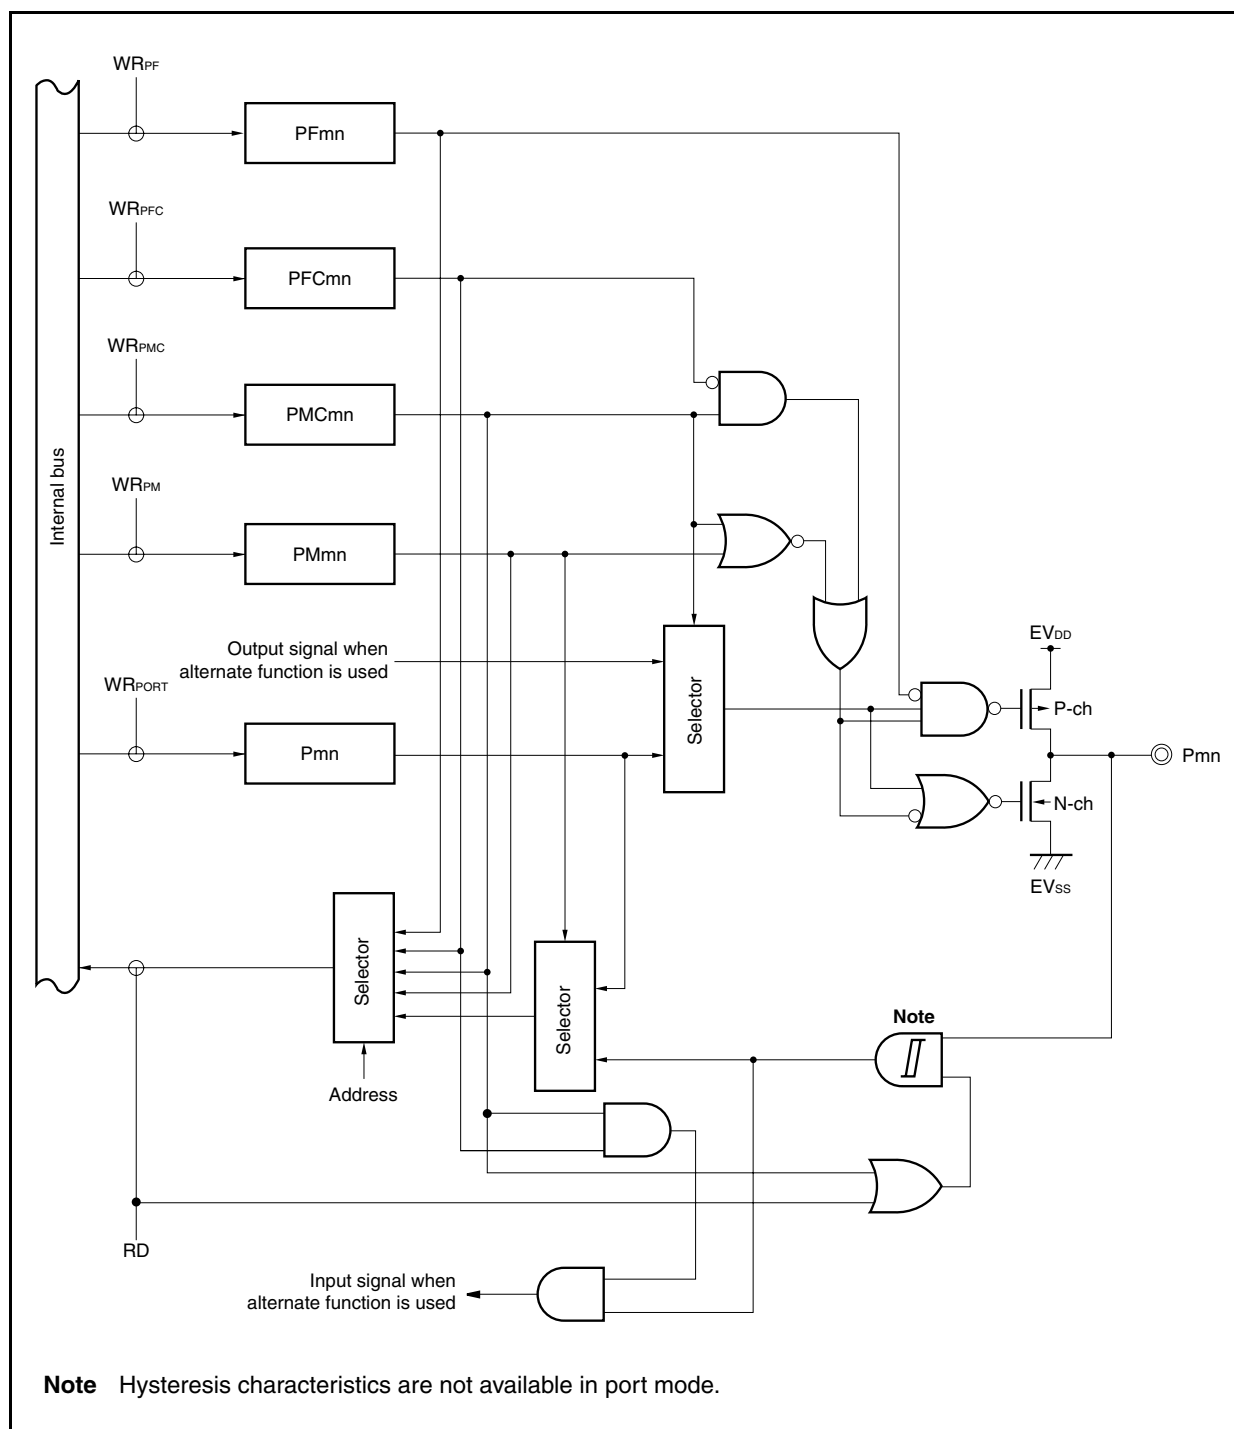 WRPF
PFmn
WRPFC
PFCmn
WRPMC
PMCmn
Internal bus
WRPM
PMmn
Output signal when
alternate function is used
EVDD
WRPORT
Selector
P-ch
Pmn
Pmn
N-ch
EVSS
Selector
Selector
Note
Address
RD
Input signal when
alternate function is used
Note Hysteresis characteristics are not available in port mode.